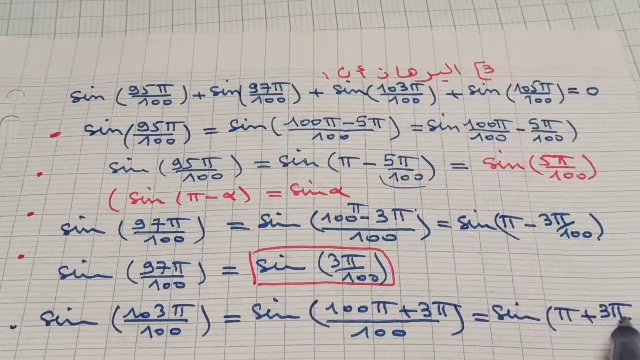 3] البرهان أن:
sin (95π/100) + sin(97π/100) + sin(103π/100) + sin (105π/100) = 0
sin(95π/100) = sin(100π-5π/100) = sin 100π/100 - 5π/100)
sin (95π/100) = sin (π - 5π/100) = sin(5π/100)
(sin (π-α) = sin α
sin (97π/100) = sin (100π-3π/100) = sin(π - 3π/100)
sin (97π/100) = sin (3π/100)
sin (103π/100) = sin (100π+3π/100) = sin (π + 3π